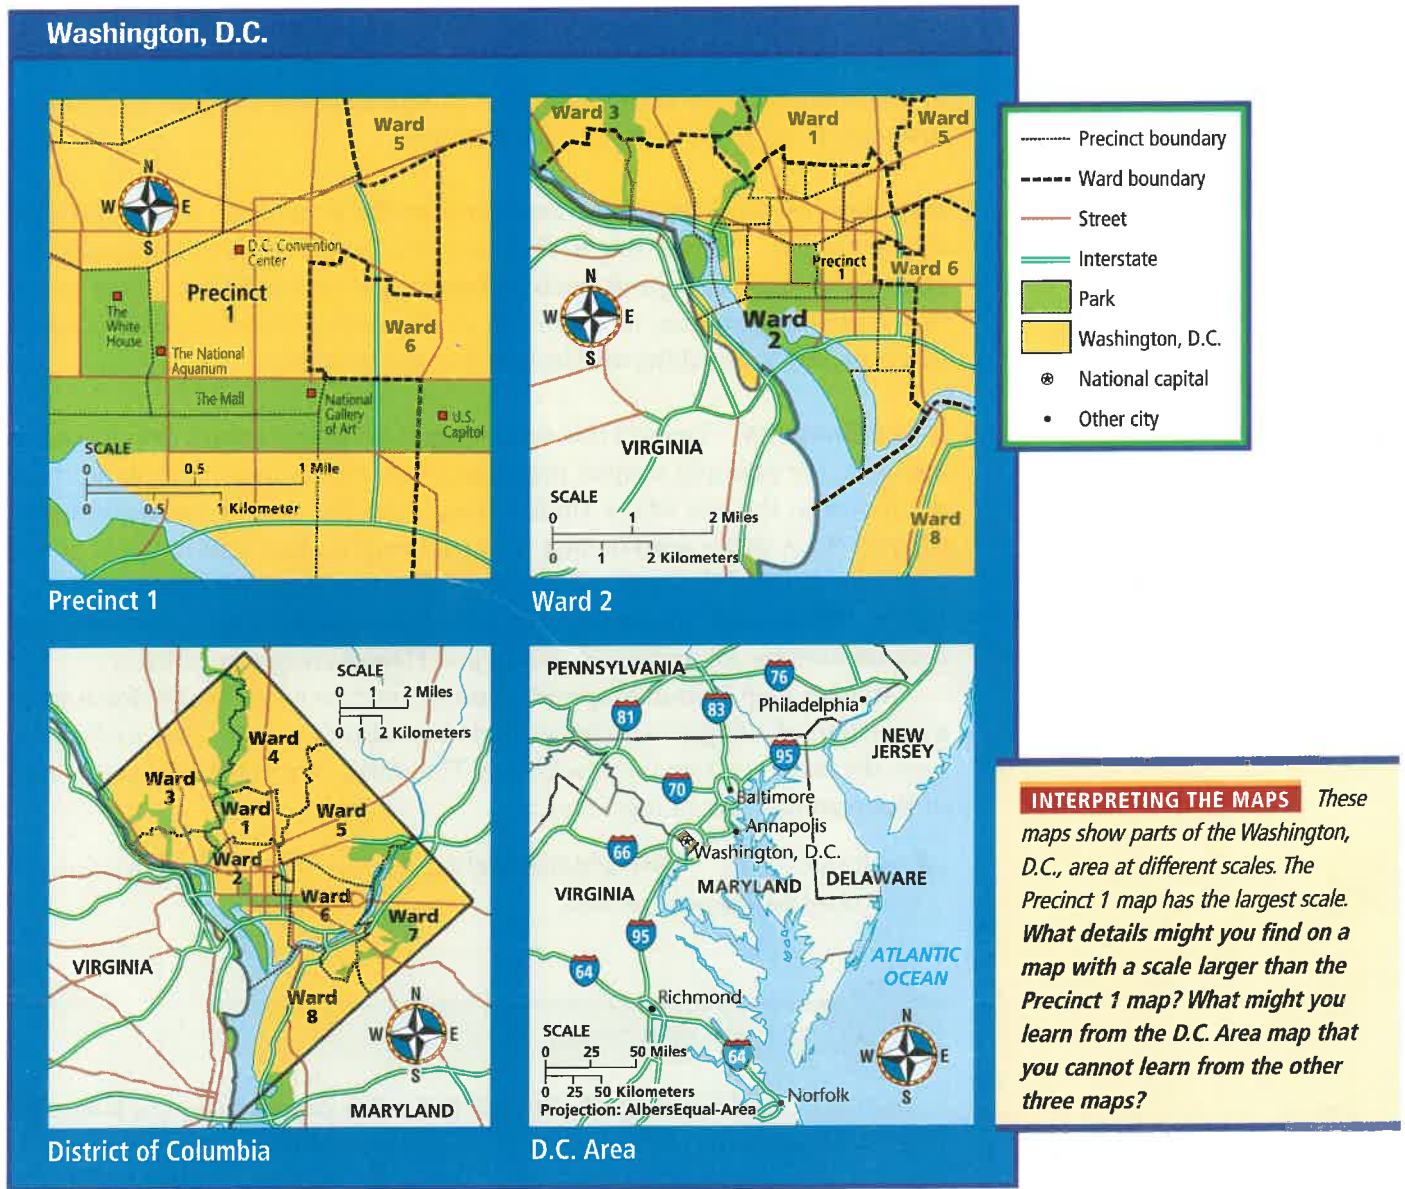 Washington, D.C.
Ward
5
N
W E
S
D.C. Convention
Center
Precinct
1
The
White
House
Ward
6
The National
Aquarium
The Mall
National
Gallery
of Art
U.S.
Capitol
SCALE
0 0.5 1 Mile
0 0.5 1 Kilometer
Precinct 1
Ward 3
Ward
1
Ward
5
Precinct
1
Ward 6
N
W E
S
Ward
2
VIRGINIA
SCALE
0 1 2 Miles
0 1 2 Kilometers
Ward
8
Ward 2
Precinct boundary
Ward boundary
Street
Interstate
Park
Washington, D.C.
National capital
Other city
SCALE
0 1 2 Miles
0 1 2 Kilometers
Ward
4
Ward
3
Ward
1
Ward
5
Ward
2
Ward
6
Ward
7
VIRGINIA
Ward
8
N
W E
S
MARYLAND
District of Columbia
PENNSYLVANIA
76
81
83
Philadelphia
NEW
JERSEY
95
70
Baltimore
Annapolis
66
Washington, D.C.
VIRGINIA
MARYLAND
DELAWARE
95
ATLANTIC
OCEAN
64
Richmond
N
W E
S
SCALE
0 25 50 Miles
0 25 50 Kilometers
Projection: AlbersEqual-Area
64
Norfolk
D.C. Area
INTERPRETING THE MAPS These
maps show parts of the Washington,
D.C., area at different scales. The
Precinct 1 map has the largest scale.
What details might you find on a
map with a scale larger than the
Precinct 1 map? What might you
learn from the D.C. Area map that
you cannot learn from the other
three maps?